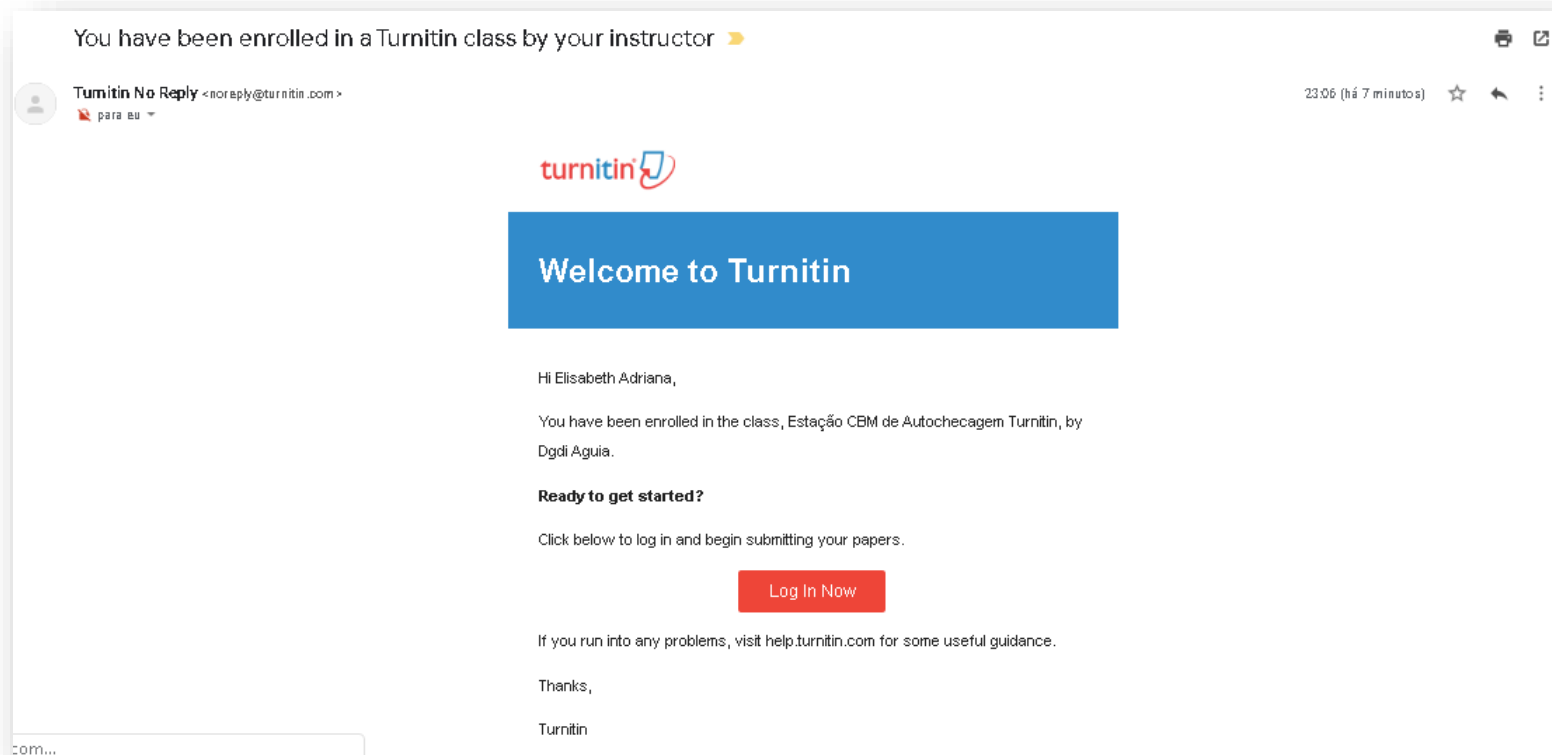 You have been enrolled in a Turnitin class by your instructor
Turnitin No Reply <noreply@turnitin.com>
23:06 (há 7 minutos)
para eu
turnitin
Welcome to Turnitin
Hi Elisabeth Adriana,
You have been enrolled in the class, Estação CBM de Autochecagem Turnitin, by
Dgdi Aguia.
Ready to get started?
Click below to log in and begin submitting your papers.
Log In Now
If you run into any problems, visit help.turnitin.com for some useful guidance.
Thanks,
Turnitin
com...